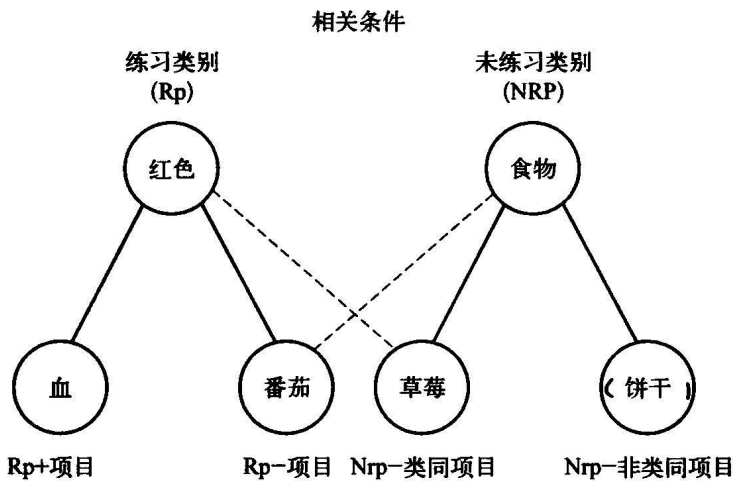 相关条件
练习类别
(Rp)
未练习类别
(NRP)
红色
食物
血
番茄
草莓
饼干
Rp+项目
Rp-项目
Nrp-类同项目
Nrp-非类同项目